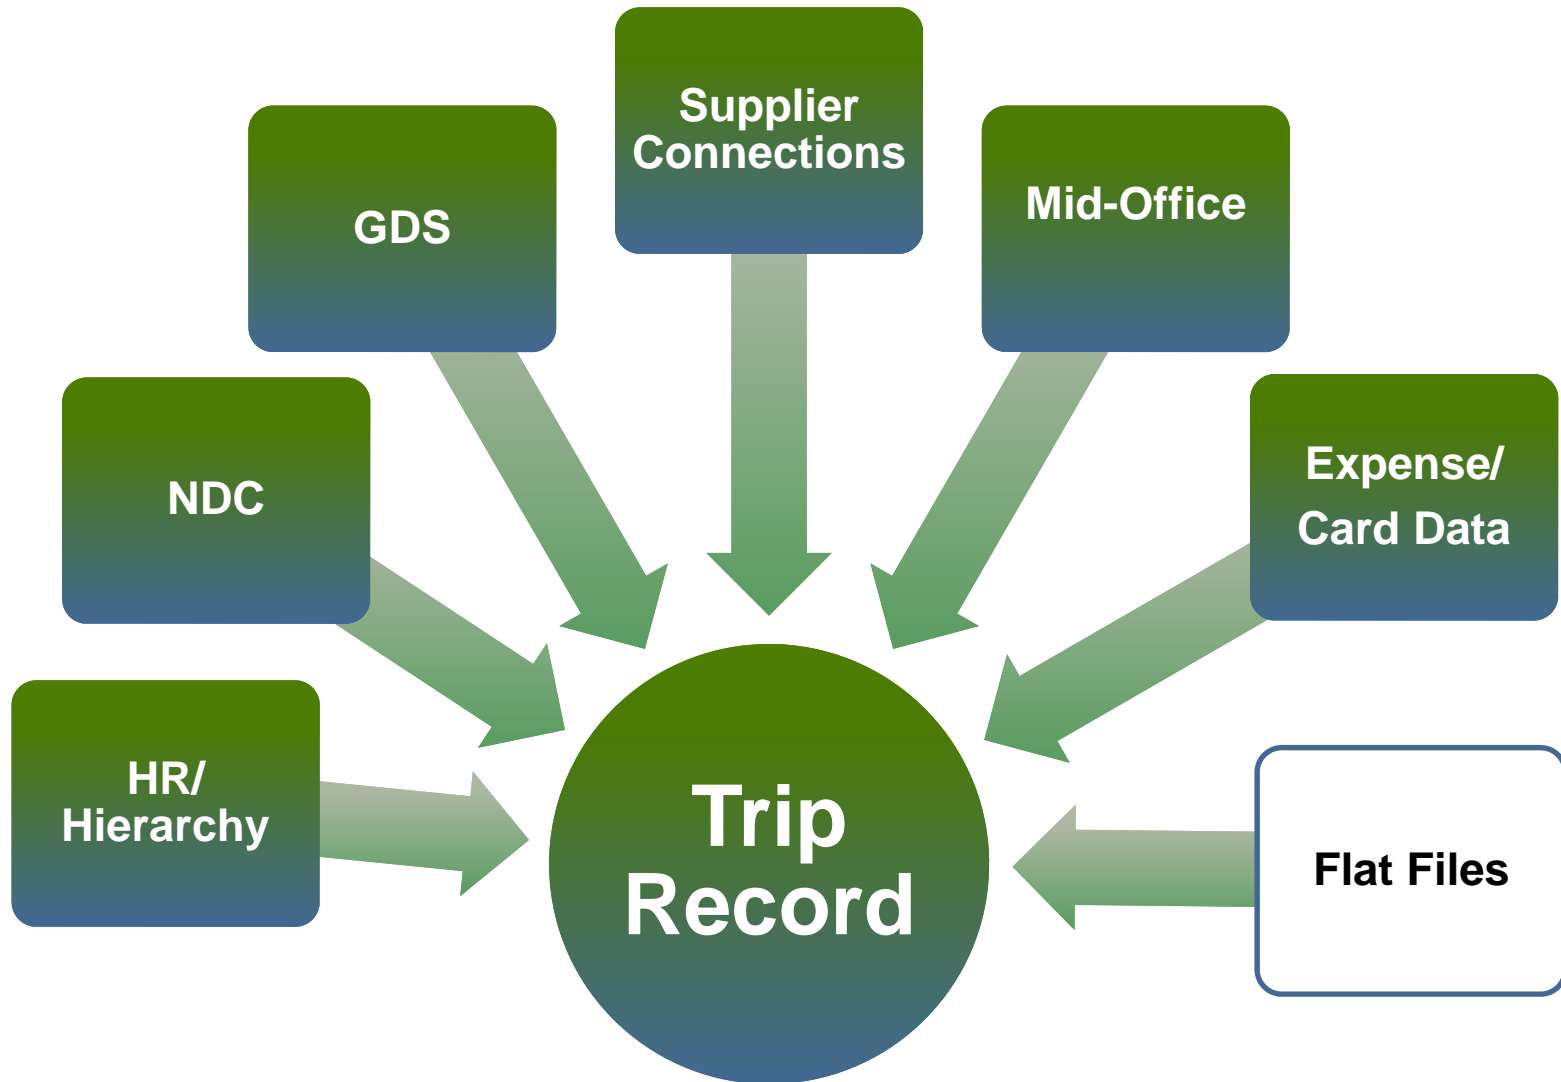 Supplier
Connections
GDS
Mid-Office
NDC
Expense/
Card Data
HR/
Hierarchy
Trip
Record
Flat Files